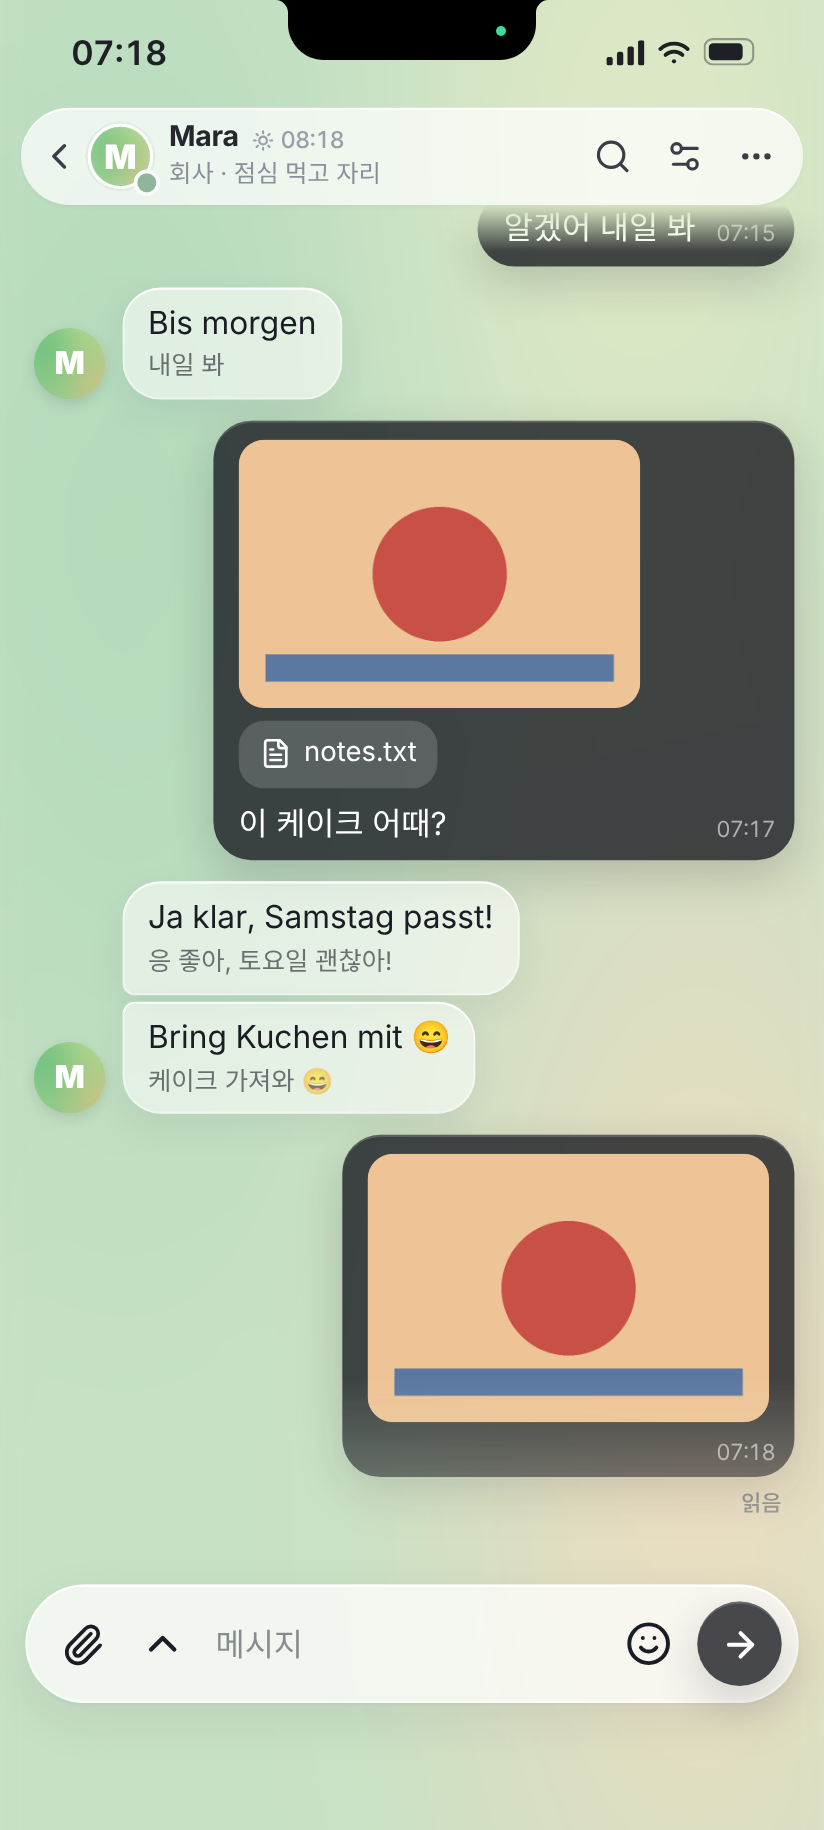 07:18
M
Mara 08:18
회사 · 점심 먹고 자리
알겠어 내일 봐 07:15
Bis morgen
내일 봐
M
notes.txt
이 케이크 어때? 07:17
Ja klar, Samstag passt!
응 좋아, 토요일 괜찮아!
Bring Kuchen mit 😄
케이크 가져와 😄
M
07:18
읽음
메시지